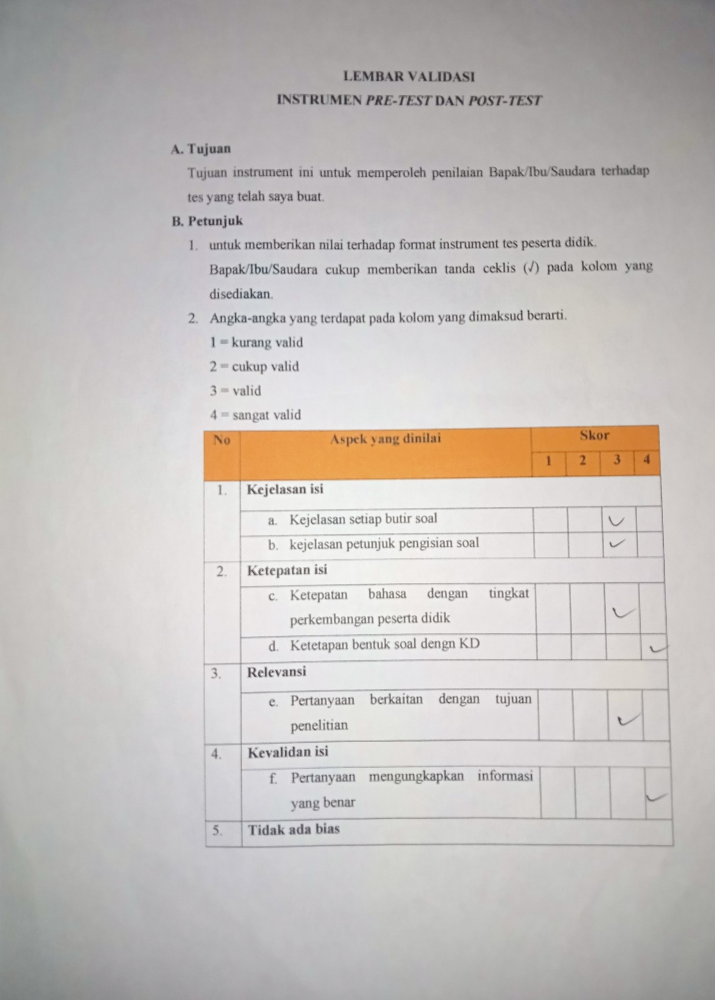 LEMBAR VALIDASI
INSTRUMEN PRE-TEST DAN POST-TEST
A. Tujuan
Tujuan instrument ini untuk memperoleh penilaian Bapak/Ibu/Saudara terhadap
tes yang telah saya buat.
B. Petunjuk
1. untuk memberikan nilai terhadap format instrument tes peserta didik.
Bapak/Ibu/Saudara cukup memberikan tanda ceklis (√) pada kolom yang
disediakan.
2. Angka-angka yang terdapat pada kolom yang dimaksud berarti.
1 = kurang valid
2 = cukup valid
3 = valid
4 = sangat valid
No Aspek yang dinilai Skor
1 2 3 4
1. Kejelasan isi
a. Kejelasan setiap butir soal ✓
b. kejelasan petunjuk pengisian soal ✓
2. Ketepatan isi
c. Ketepatan bahasa dengan tingkat
perkembangan peserta didik ✓
d. Ketetapan bentuk soal dengn KD ✓
3. Relevansi
e. Pertanyaan berkaitan dengan tujuan
penelitian ✓
4. Kevalidan isi
f. Pertanyaan mengungkapkan informasi
yang benar ✓
5. Tidak ada bias